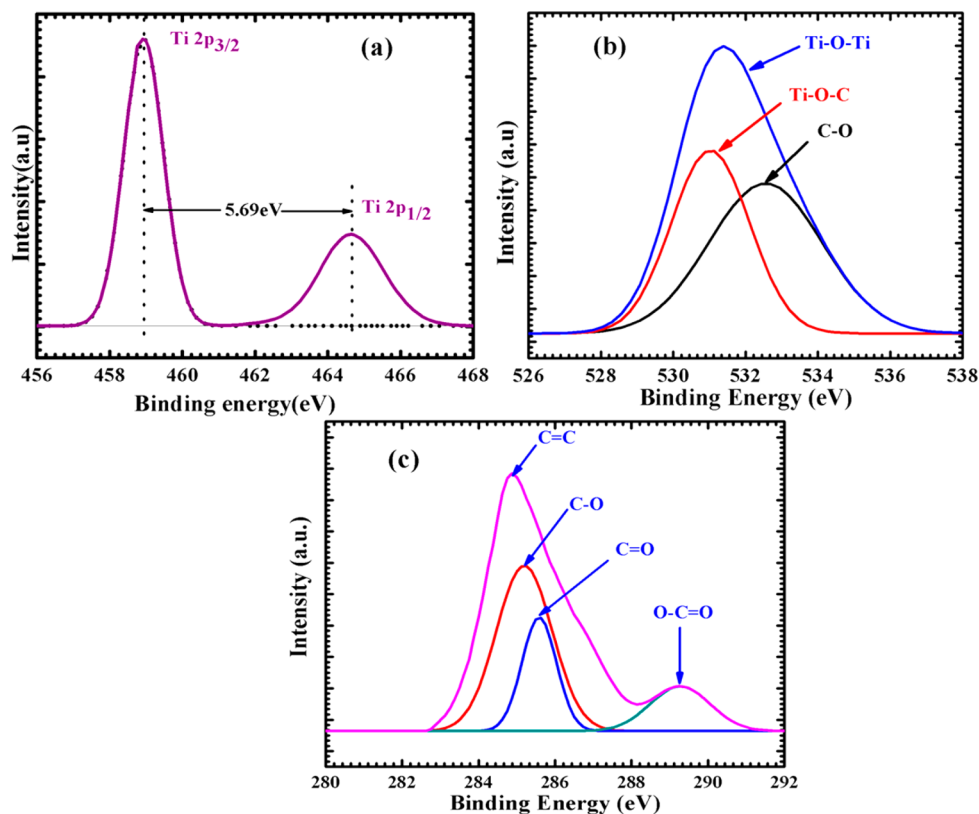 Ti 2p3/2
(a)
5.69eV
Ti 2p1/2
Intensity(a.u)
456 458 460 462 464 466 468
Binding energy(eV)
(b)
Ti-O-Ti
Ti-O-C
C-O
Intensity (a.u)
526 528 530 532 534 536 538
Binding Energy (eV)
(c)
C=C
C-O
C=O
O-C=O
Intensity (a.u.)
280 282 284 286 288 290 292
Binding Energy (eV)